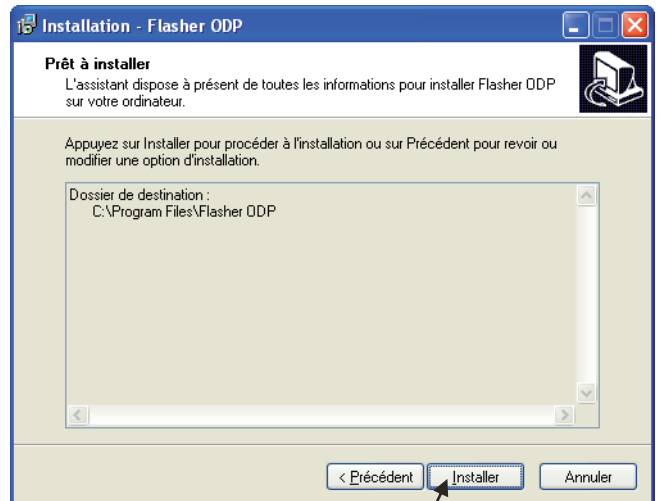 Installation - Flasher ODP
Prêt à installer
L'assistant dispose à présent de toutes les informations pour installer Flasher ODP
sur votre ordinateur.
Appuyez sur Installer pour procéder à l'installation ou sur Précédent pour revoir ou
modifier une option d'installation.
Dossier de destination :
C:\Program Files\Flasher ODP
< Précédent Installer Annuler